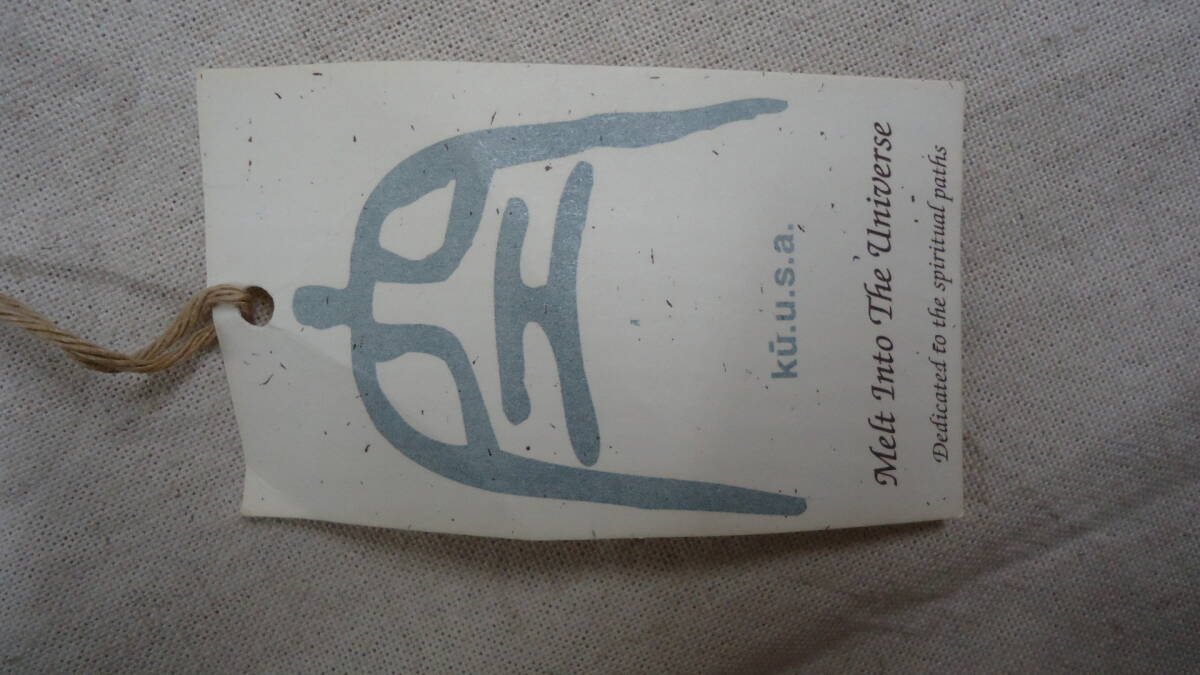 kū.u.s.a.
Melt Into The Universe
Dedicated to the spiritual paths